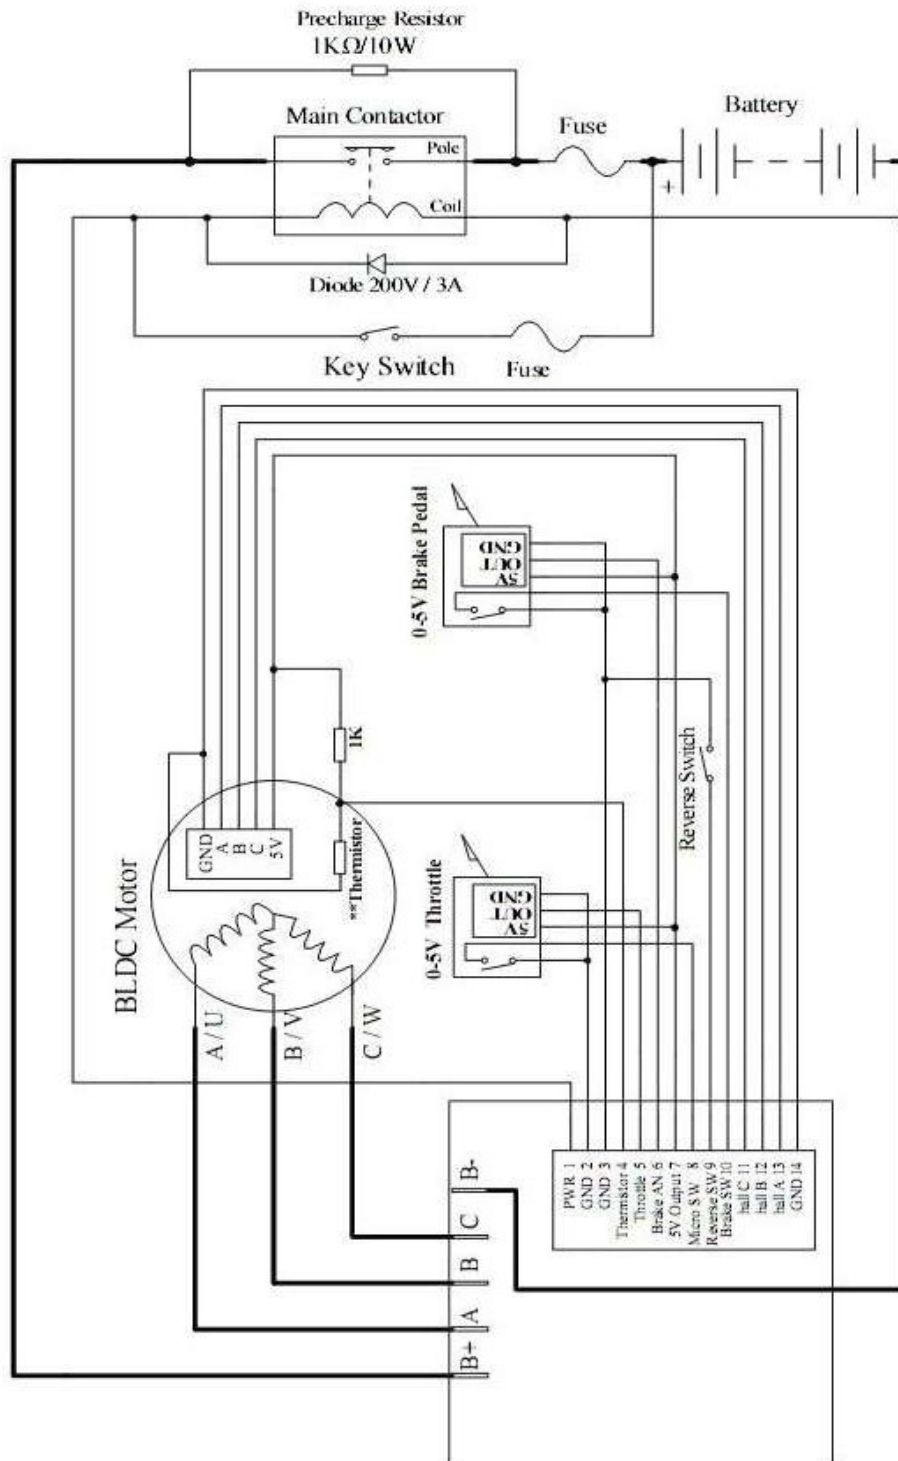 Precharge Resistor
1KΩ/10W
Main Contactor
Pole
Coil
Fuse
Battery
+
Diode 200V / 3A
Key Switch
Fuse
0-5V Brake Pedal
GND
OUT
5V
1K
Reverse Switch
**Thermistor
GND
A
B
C
5V
BLDC Motor
0-5V Throttle
GND
OUT
5V
A / U
B / V
C / W
B-
C
B
A
B+
PWR 1
GND 2
GND 3
Thermistor 4
Throttle 5
Brake AN 6
5V Output 7
Micro SW 8
Reverse SW 9
Brake SW10
hall C 11
hall B 12
hall A 13
GND 14